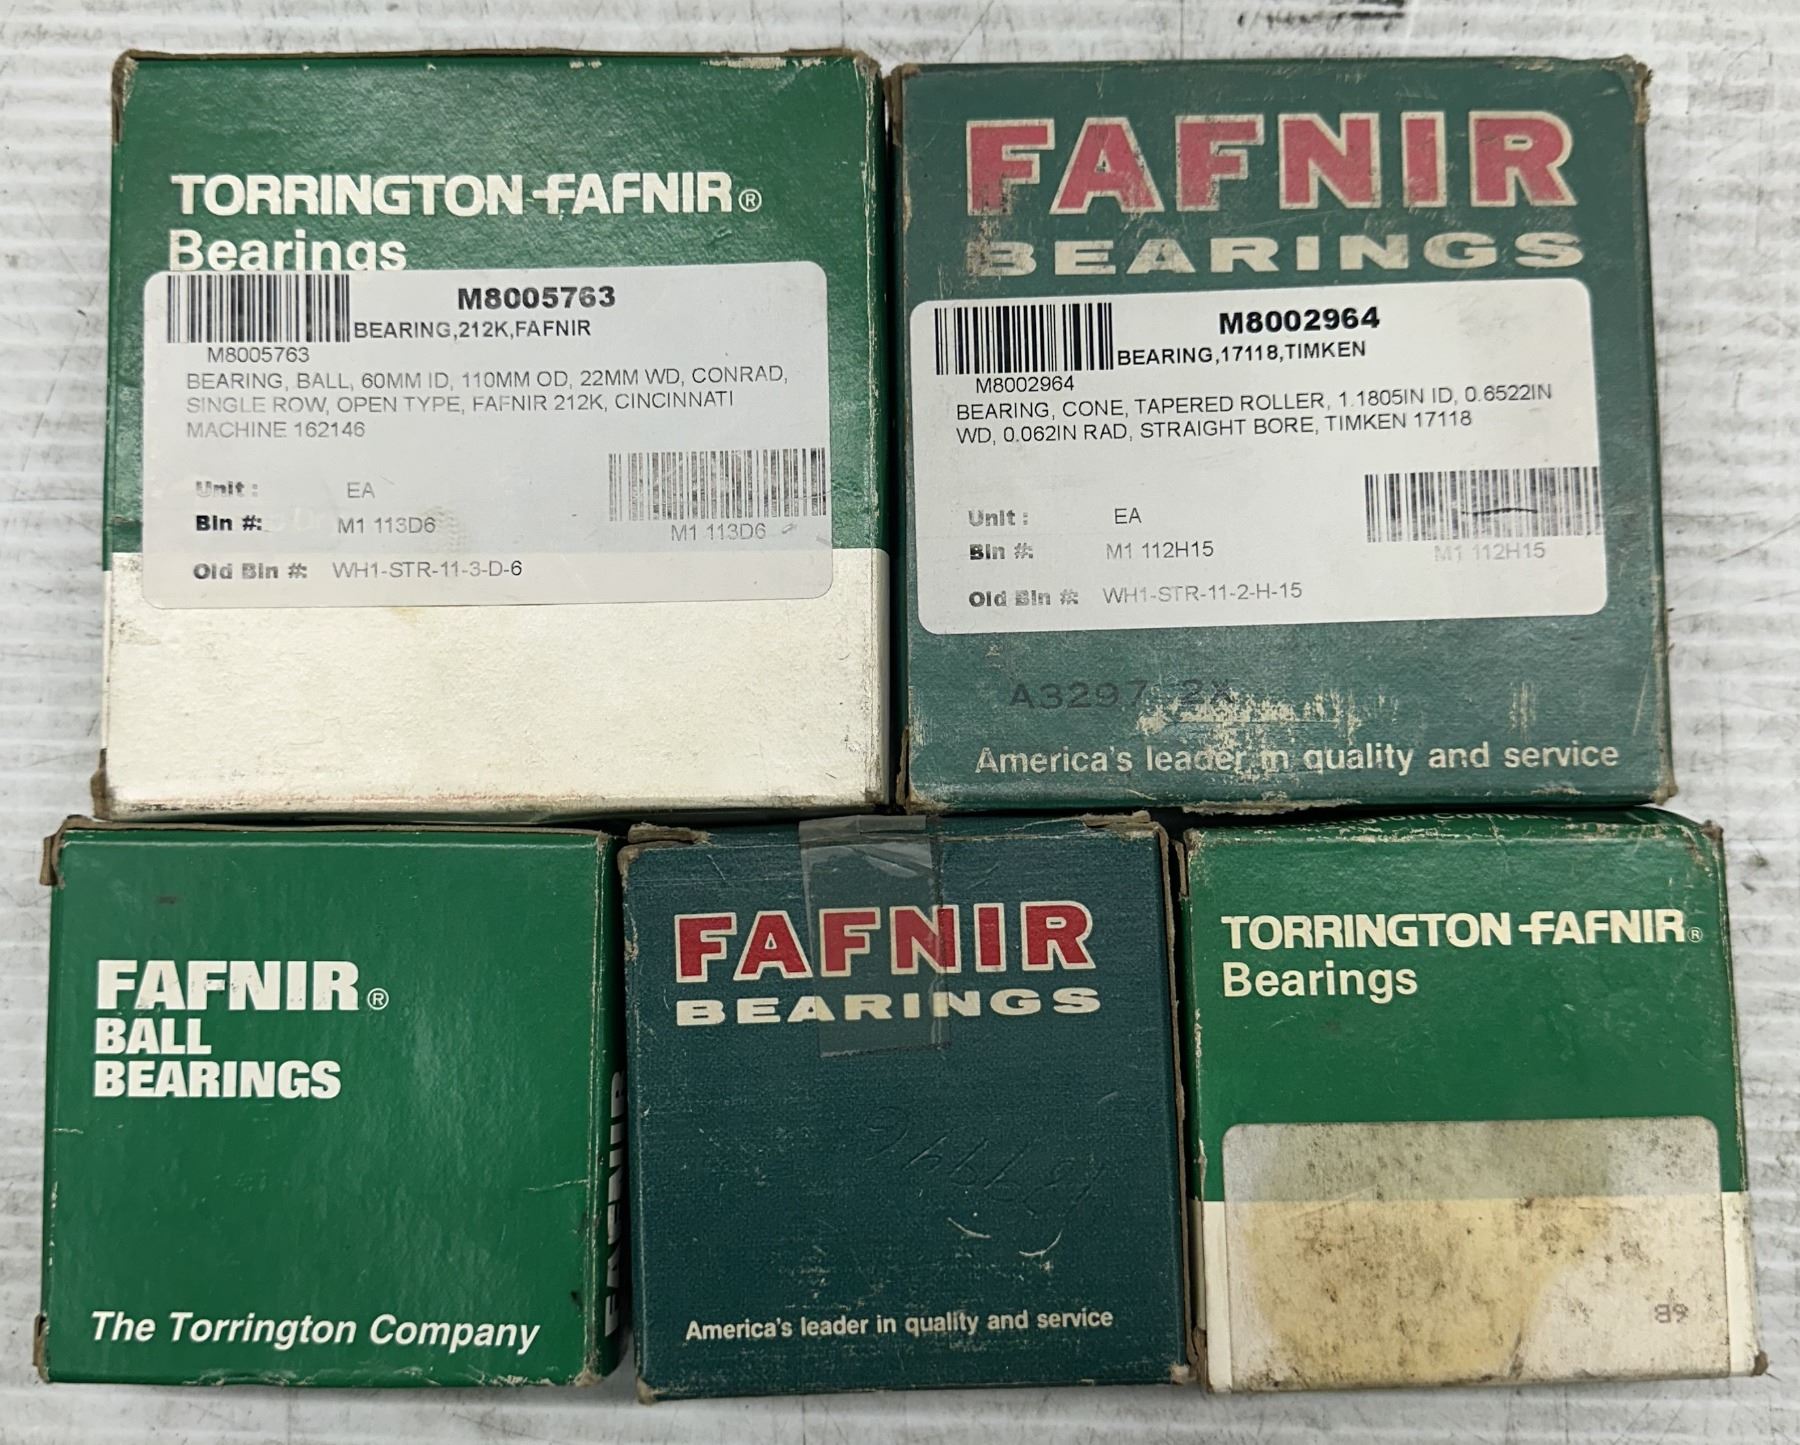 TORRINGTON-FAFNIR®
Bearings
M8005763
BEARING,212K,FAFNIR
M8005763
BEARING, BALL, 60MM ID, 110MM OD, 22MM WD, CONRAD,
SINGLE ROW, OPEN TYPE, FAFNIR 212K, CINCINNATI
MACHINE 162146
Unit : EA
Bin #: M1 113D6
M1 113D6
Old Bin #: WH1-STR-11-3-D-6
FAFNIR
BEARINGS
M8002964
BEARING,17118,TIMKEN
M8002964
BEARING, CONE, TAPERED ROLLER, 1.1805IN ID, 0.6522IN
WD, 0.062IN RAD, STRAIGHT BORE, TIMKEN 17118
Unit : EA
Bin #: M1 112H15
M1 112H15
Old Bin #: WH1-STR-11-2-H-15
A3297 2X
America's leader in quality and service
FAFNIR®
BALL
BEARINGS
The Torrington Company
FAFNIR
FAFNIR
BEARINGS
America's leader in quality and service
TORRINGTON-FAFNIR®
Bearings